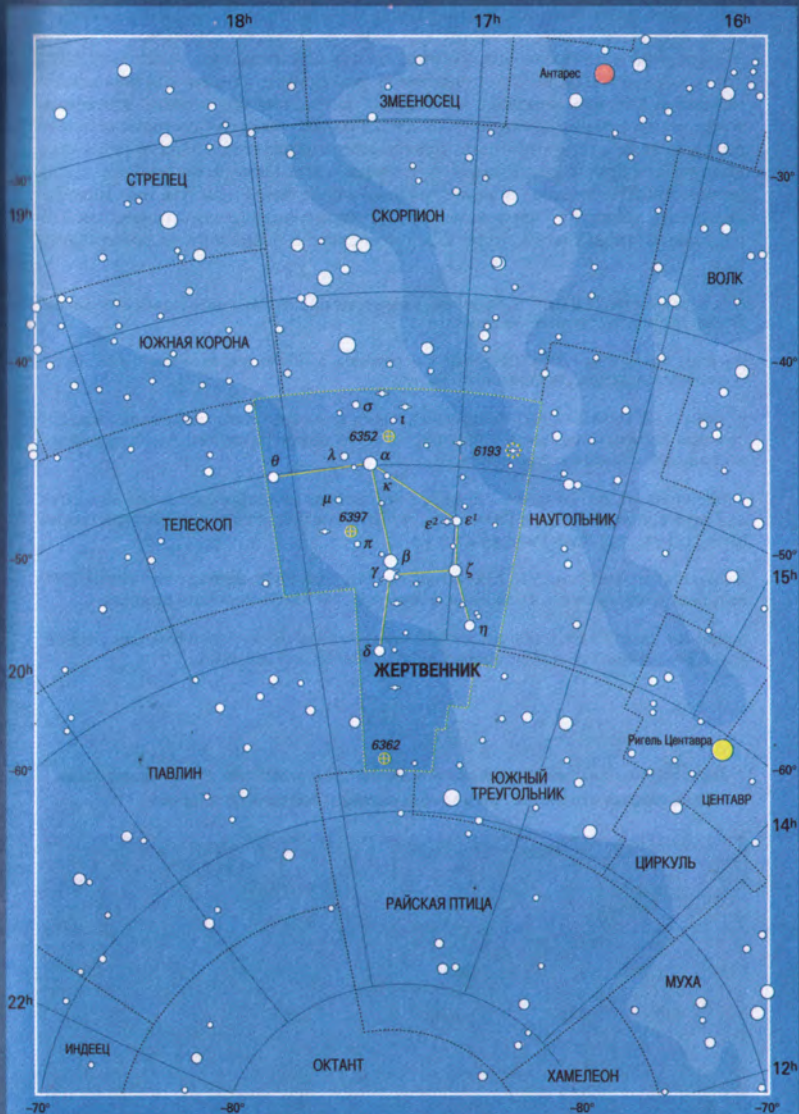 18h
17h
16h
Антарес
ЗМЕЕНОСЕЦ
-30°
СТРЕЛЕЦ
-30°
19h
СКОРПИОН
ВОЛК
ЮЖНАЯ КОРОНА
-40°
-40°
σ
ι
6352
6193
θ
λ
α
κ
μ
ε²
ε¹
ТЕЛЕСКОП
НАУГОЛЬНИК
6397
π
-50°
-50°
β
γ
ζ
15h
η
δ
20h
ЖЕРТВЕННИК
6362
Ригель Центавра
-60°
-60°
ПАВЛИН
ЮЖНЫЙ
ТРЕУГОЛЬНИК
ЦЕНТАВР
14h
ЦИРКУЛЬ
РАЙСКАЯ ПТИЦА
22h
МУХА
ИНДЕЕЦ
ОКТАНТ
ХАМЕЛЕОН
12h
-70°
-80°
-80°
-70°